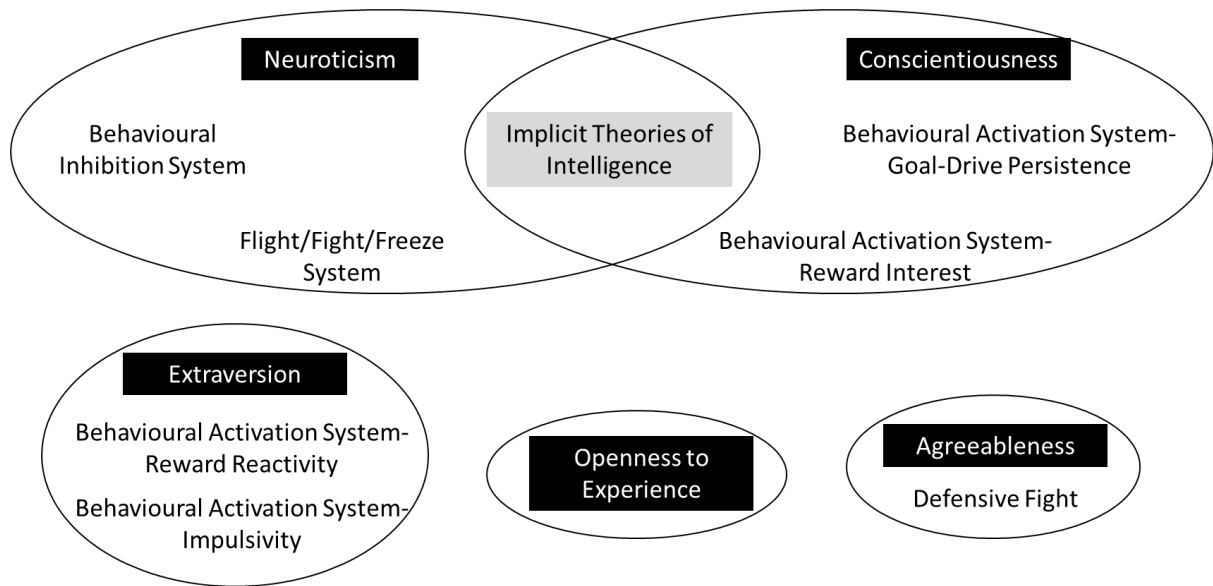 Neuroticism
Conscientiousness
Behavioural
Inhibition System
Implicit Theories of
Intelligence
Behavioural Activation System-
Goal-Drive Persistence
Flight/Fight/Freeze
System
Behavioural Activation System-
Reward Interest
Extraversion
Behavioural Activation System-
Reward Reactivity
Behavioural Activation System-
Impulsivity
Openness to
Experience
Agreeableness
Defensive Fight